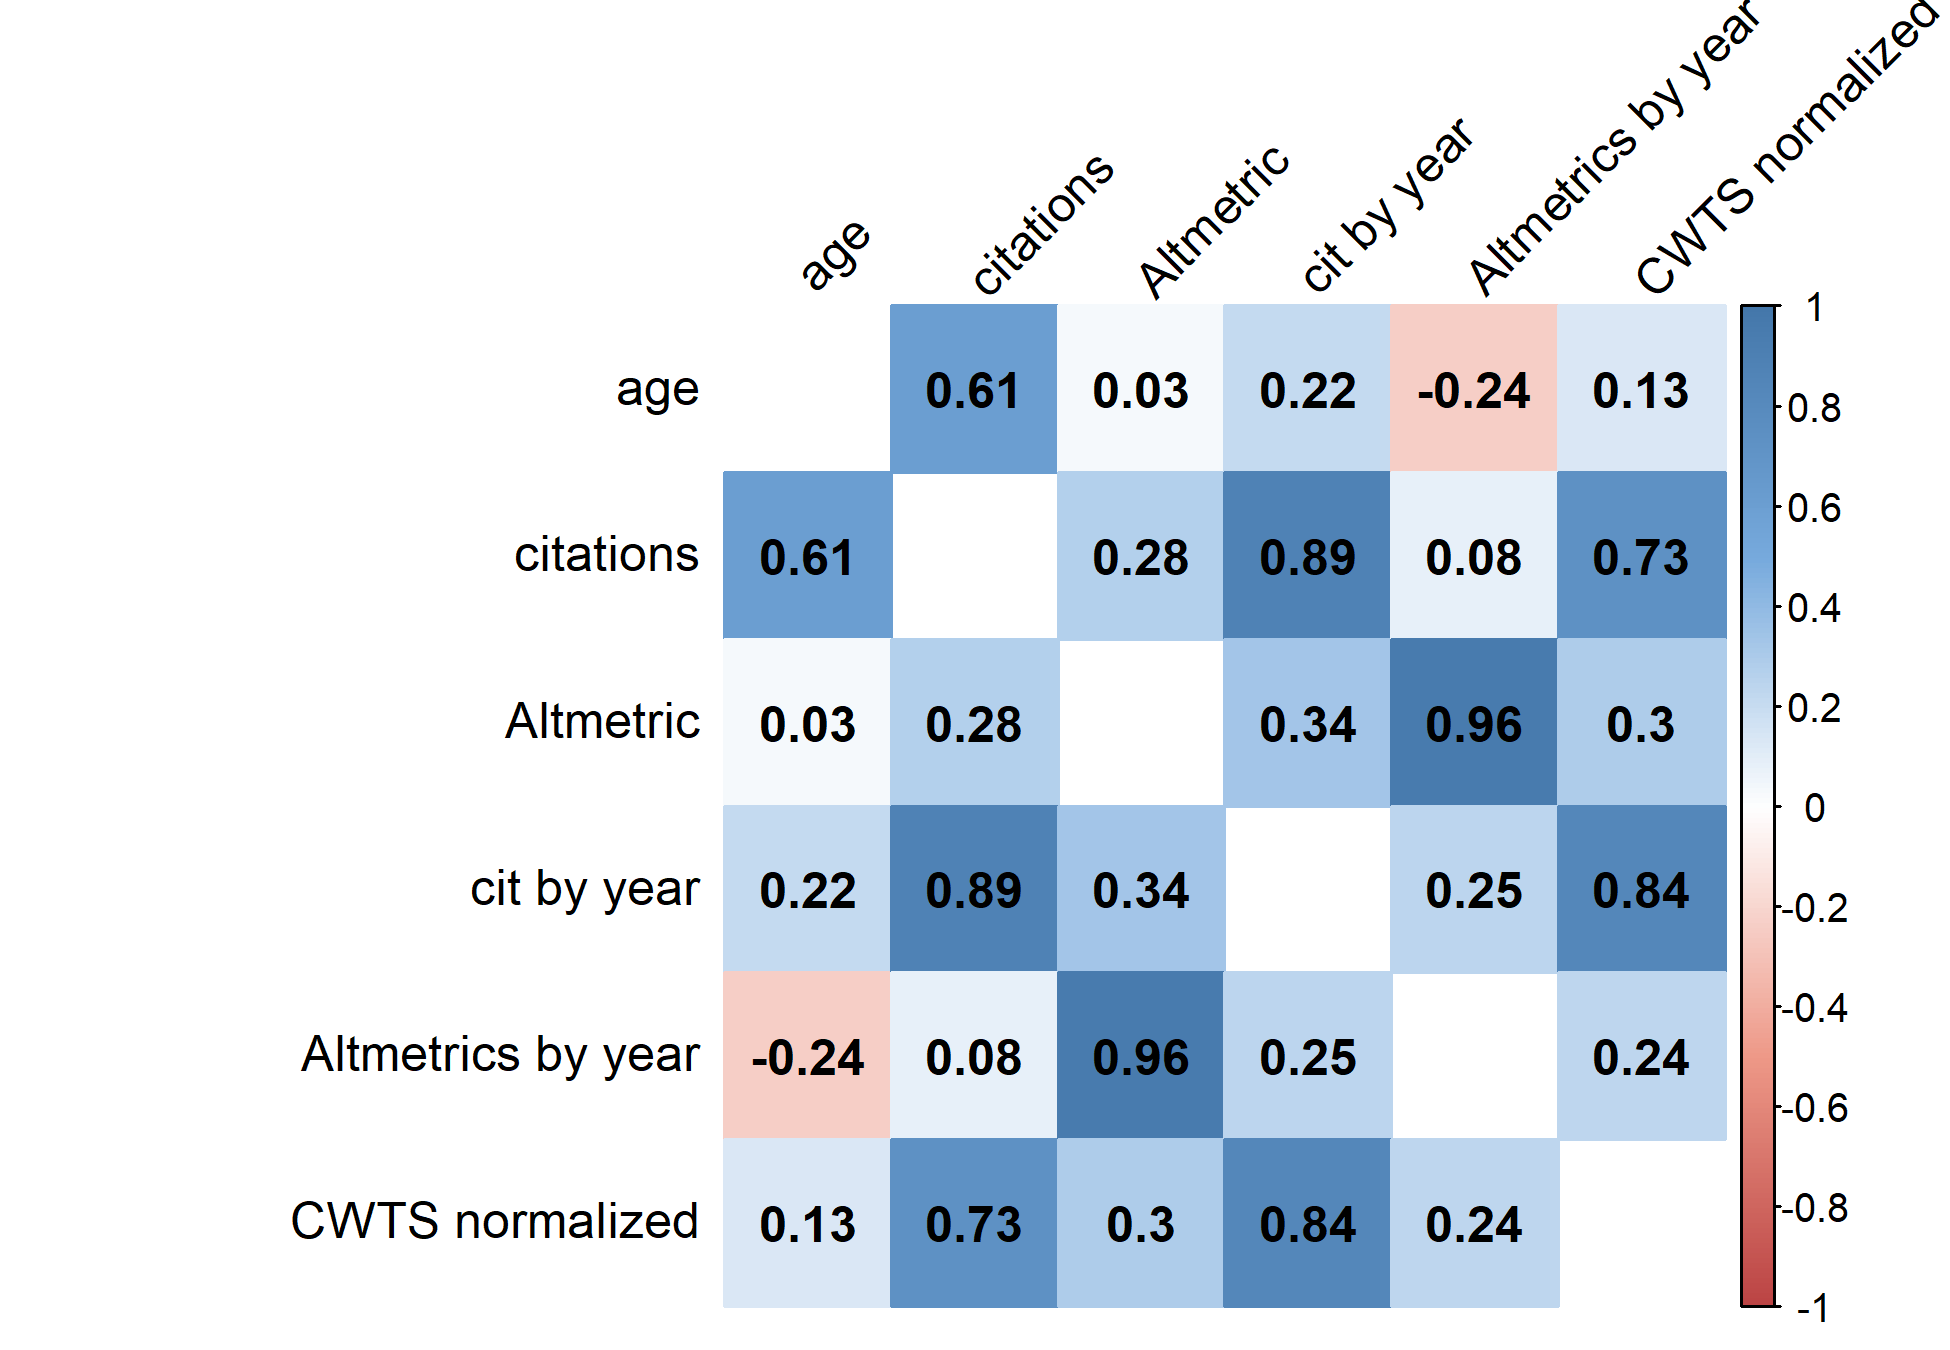 age
citations
Altmetric
cit by year
Altmetrics by year
CWTS normalized
age 0.61 0.03 0.22 -0.24 0.13
citations 0.61 0.28 0.89 0.08 0.73
Altmetric 0.03 0.28 0.34 0.96 0.3
cit by year 0.22 0.89 0.34 0.25 0.84
Altmetrics by year -0.24 0.08 0.96 0.25 0.24
CWTS normalized 0.13 0.73 0.3 0.84 0.24
1
0.8
0.6
0.4
0.2
0
-0.2
-0.4
-0.6
-0.8
-1